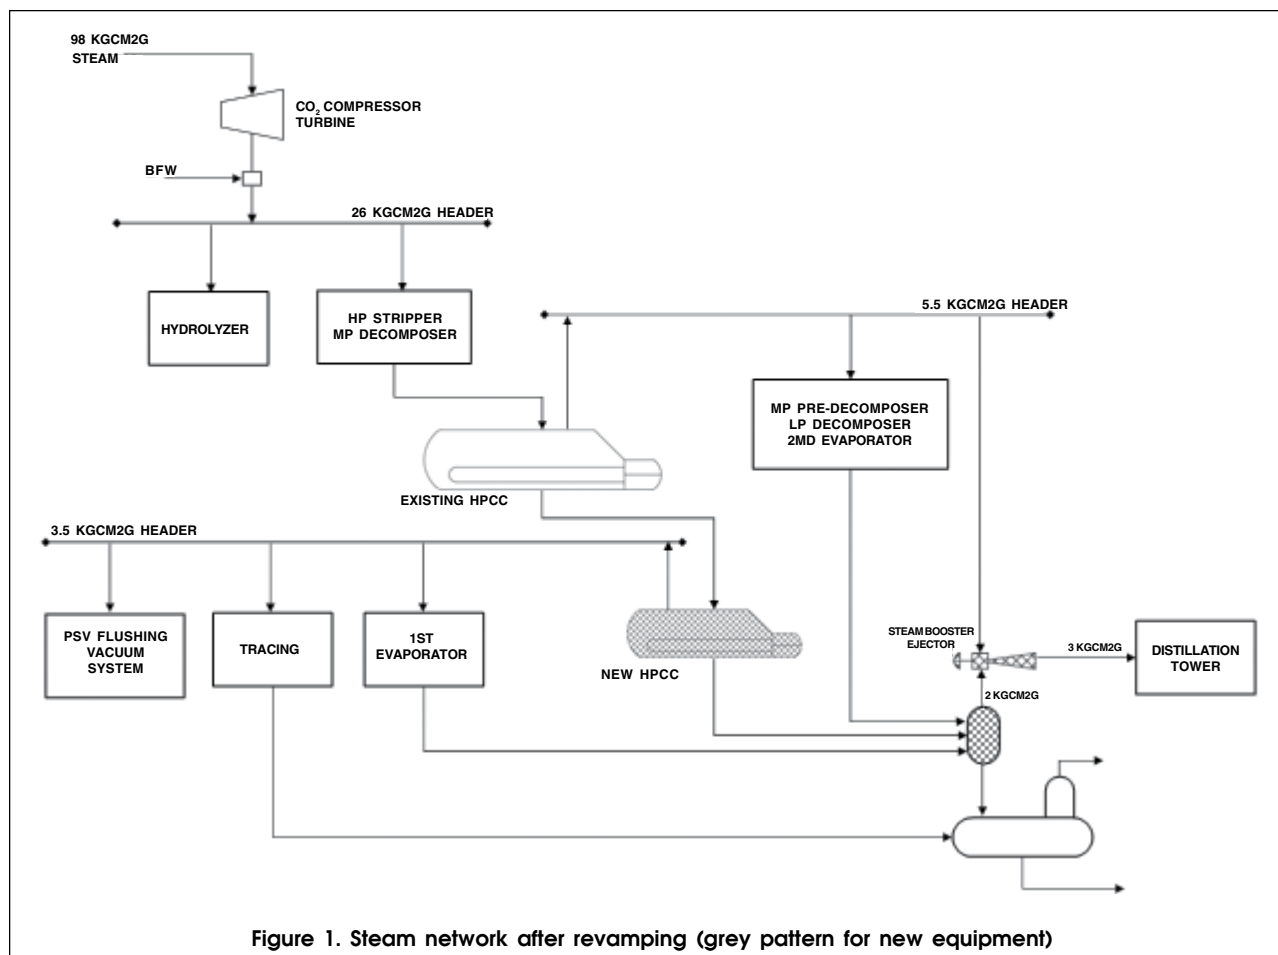 98 KGCM2G
STEAM
CO2 COMPRESSOR
TURBINE
BFW
26 KGCM2G HEADER
HYDROLYZER
HP STRIPPER
MP DECOMPOSER
5.5 KGCM2G HEADER
MP PRE-DECOMPOSER
LP DECOMPOSER
2MD EVAPORATOR
EXISTING HPCC
3.5 KGCM2G HEADER
PSV FLUSHING
VACUUM
SYSTEM
TRACING
1ST
EVAPORATOR
NEW HPCC
STEAM BOOSTER
EJECTOR
3 KGCM2G
DISTILLATION
TOWER
2 KGCM2G
Figure 1. Steam network after revamping (grey pattern for new equipment)